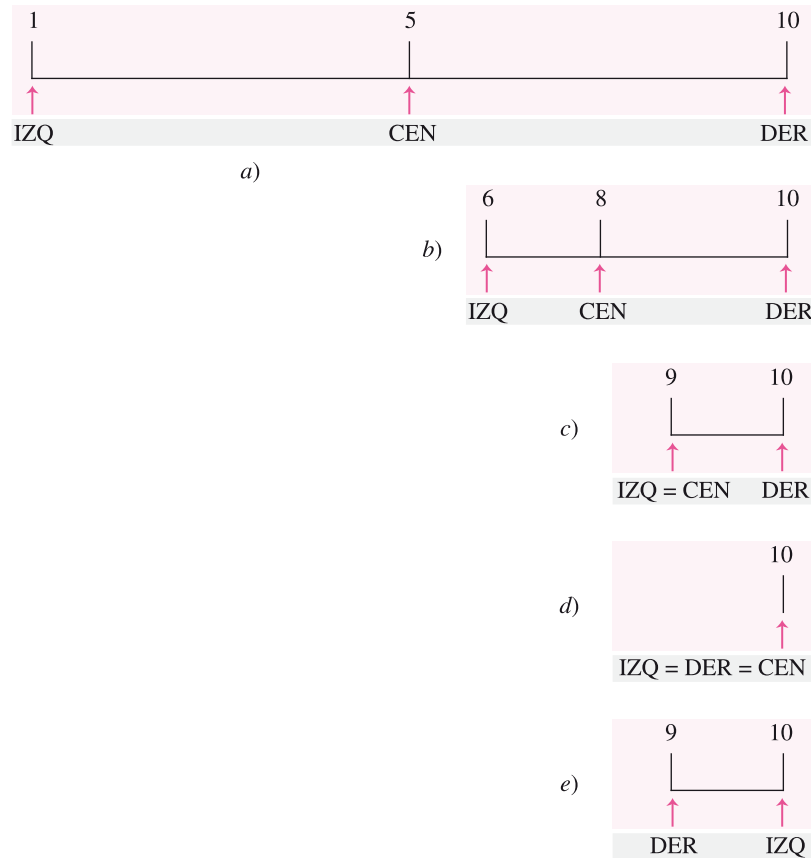 1 5 10
IZQ CEN DER
a)
6 8 10
b)
IZQ CEN DER
9 10
c)
IZQ = CEN DER
10
d)
IZQ = DER = CEN
9 10
e)
DER IZQ